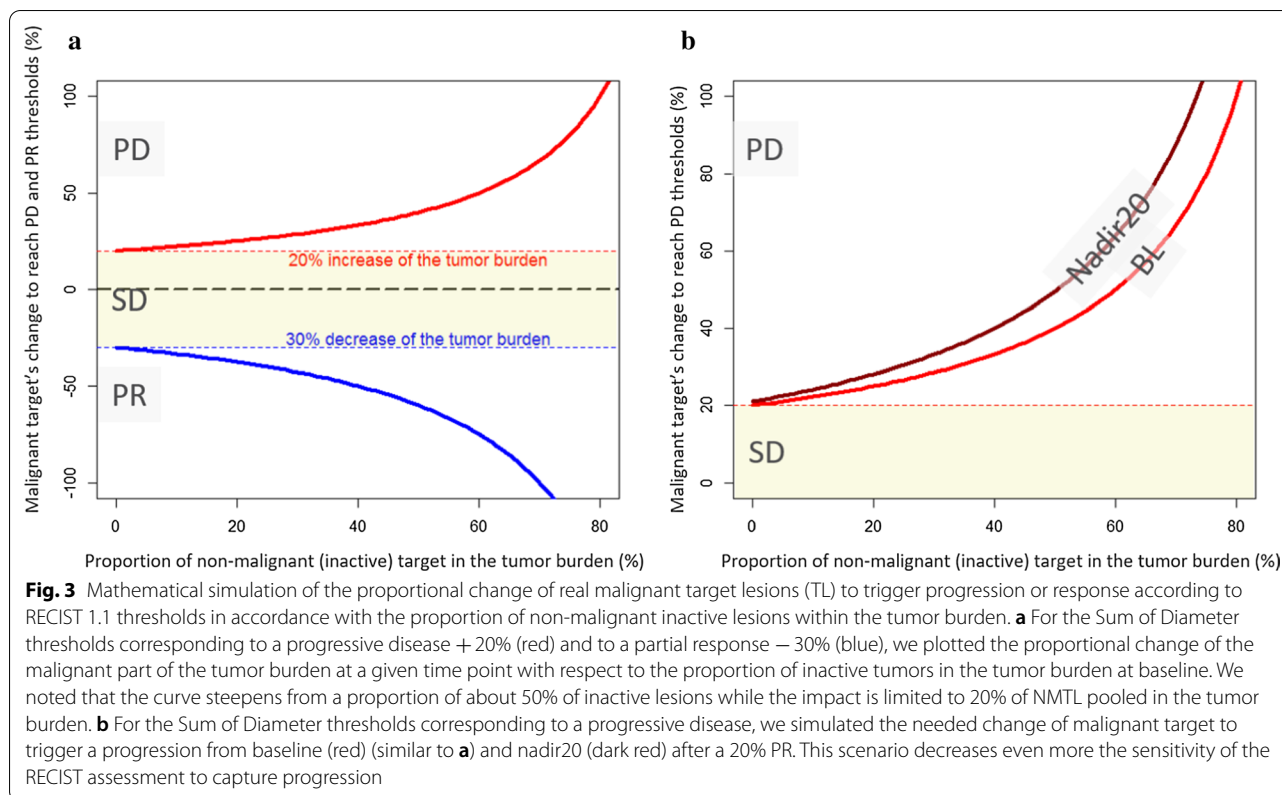 a
b
Malignant target's change to reach PD and PR thresholds (%)
100
50
0
-50
-100
PD
20% increase of the tumor burden
SD
30% decrease of the tumor burden
PR
0 20 40 60 80
Proportion of non-malignant (inactive) target in the tumor burden (%)
Malignant target's change to reach PD thresholds (%)
100
80
60
40
20
0
PD
Nadir20
BL
SD
0 20 40 60 80
Proportion of non-malignant (inactive) target in the tumor burden (%)
Fig. 3 Mathematical simulation of the proportional change of real malignant target lesions (TL) to trigger progression or response according to
RECIST 1.1 thresholds in accordance with the proportion of non-malignant inactive lesions within the tumor burden. a For the Sum of Diameter
thresholds corresponding to a progressive disease + 20% (red) and to a partial response − 30% (blue), we plotted the proportional change of the
malignant part of the tumor burden at a given time point with respect to the proportion of inactive tumors in the tumor burden at baseline. We
noted that the curve steepens from a proportion of about 50% of inactive lesions while the impact is limited to 20% of NMTL pooled in the tumor
burden. b For the Sum of Diameter thresholds corresponding to a progressive disease, we simulated the needed change of malignant target to
trigger a progression from baseline (red) (similar to a) and nadir20 (dark red) after a 20% PR. This scenario decreases even more the sensitivity of the
RECIST assessment to capture progression